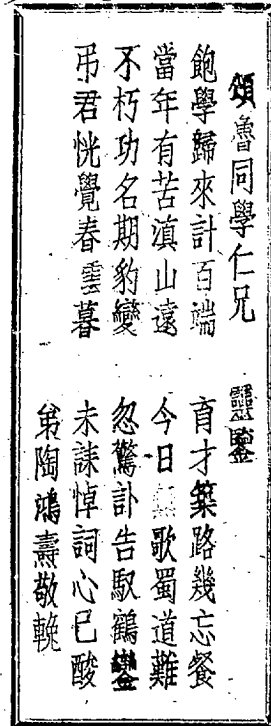 頌魯同學仁兄 靈鑒
飽學歸來計百端 育才築路幾忘餐
當年有苦滇山遠 今日 歌蜀道難
不朽功名期豹變 忽驚訃告馭鶴鑾
弔君恍覺春雲暮 未誄悼詞心已酸
弟陶鴻壽敬輓